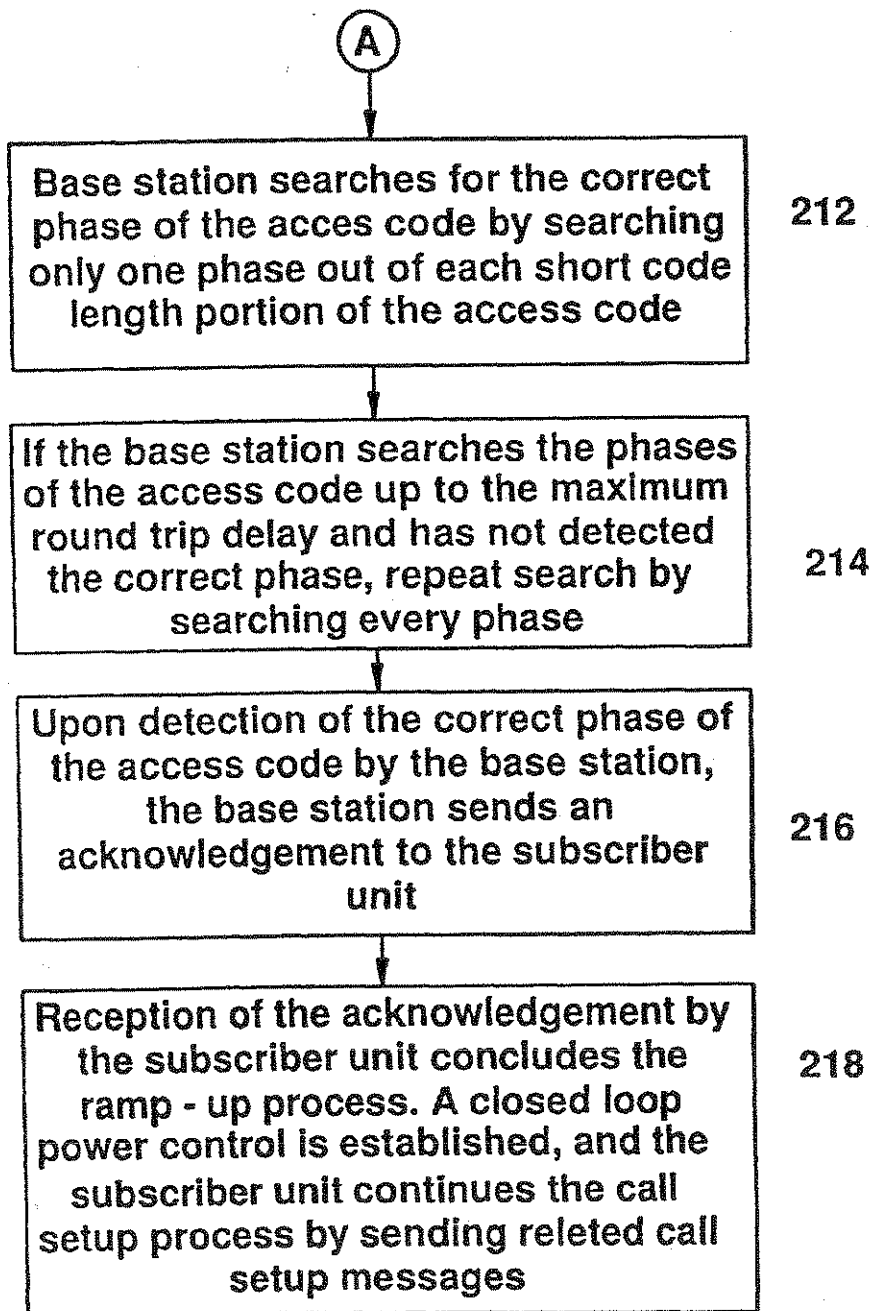 A
Base station searches for the correct
phase of the acces code by searching
only one phase out of each short code
length portion of the access code
212
If the base station searches the phases
of the access code up to the maximum
round trip delay and has not detected
the correct phase, repeat search by
searching every phase
214
Upon detection of the correct phase of
the access code by the base station,
the base station sends an
acknowledgement to the subscriber
unit
216
Reception of the acknowledgement by
the subscriber unit concludes the
ramp - up process. A closed loop
power control is established, and the
subscriber unit continues the call
setup process by sending releted call
setup messages
218